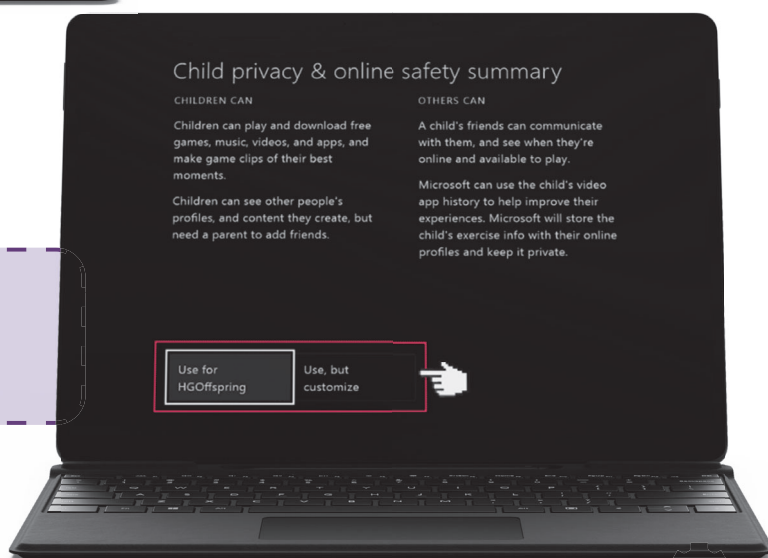 Child privacy & online safety summary
CHILDREN CAN
Children can play and download free
games, music, videos, and apps, and
make game clips of their best
moments.
Children can see other people's
profiles, and content they create, but
need a parent to add friends.
OTHERS CAN
A child's friends can communicate
with them, and see when they're
online and available to play.
Microsoft can use the child's video
app history to help improve their
experiences. Microsoft will store the
child's exercise info with their online
profiles and keep it private.
Use for
HGOffspring
Use, but
customize